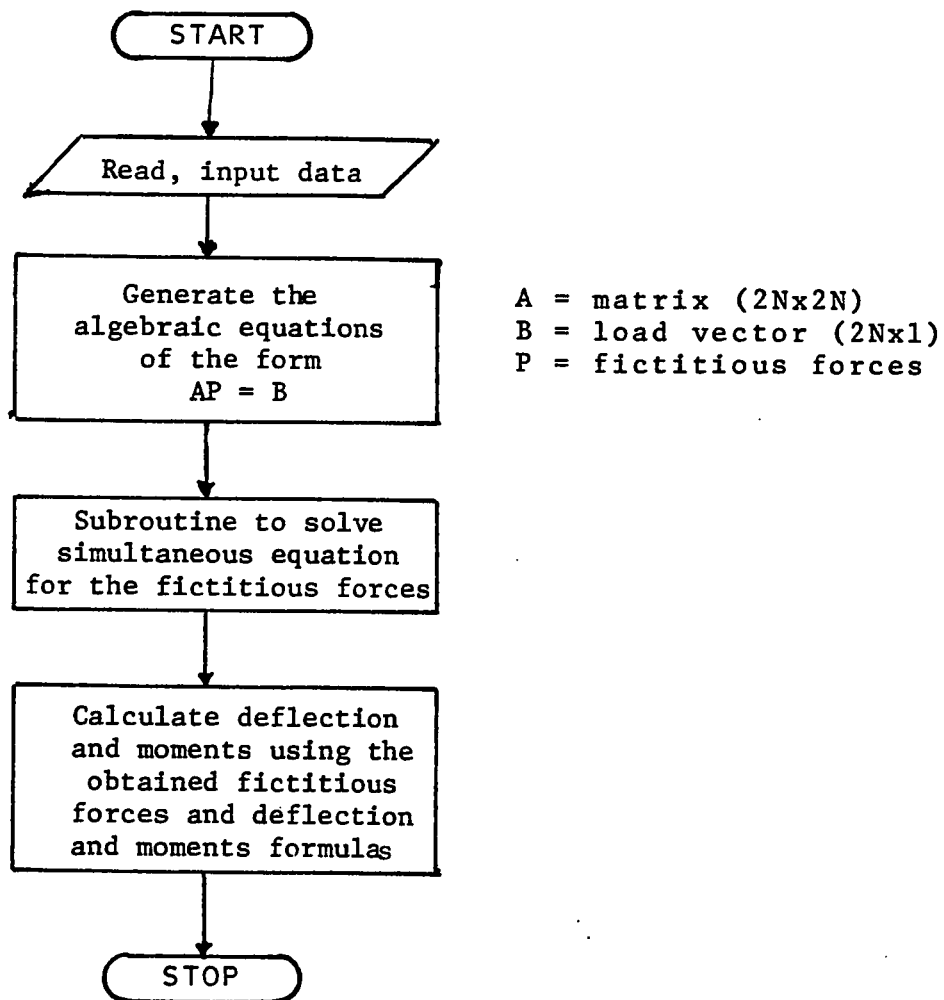 START
Read, input data
Generate the
algebraic equations
of the form
AP = B
A = matrix (2Nx2N)
B = load vector (2Nx1)
P = fictitious forces
Subroutine to solve
simultaneous equation
for the fictitious forces
Calculate deflection
and moments using the
obtained fictitious
forces and deflection
and moments formulas
STOP